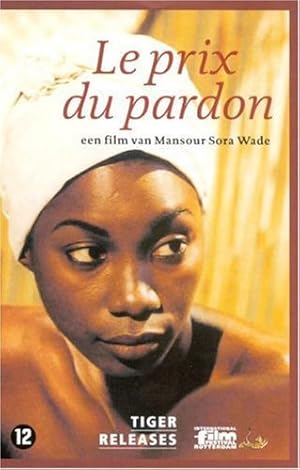 Le prix
du pardon
een film van Mansour Sora Wade
12
TIGER
RELEASES
INTERNATIONAL
film
FESTIVAL
ROTTERDAM